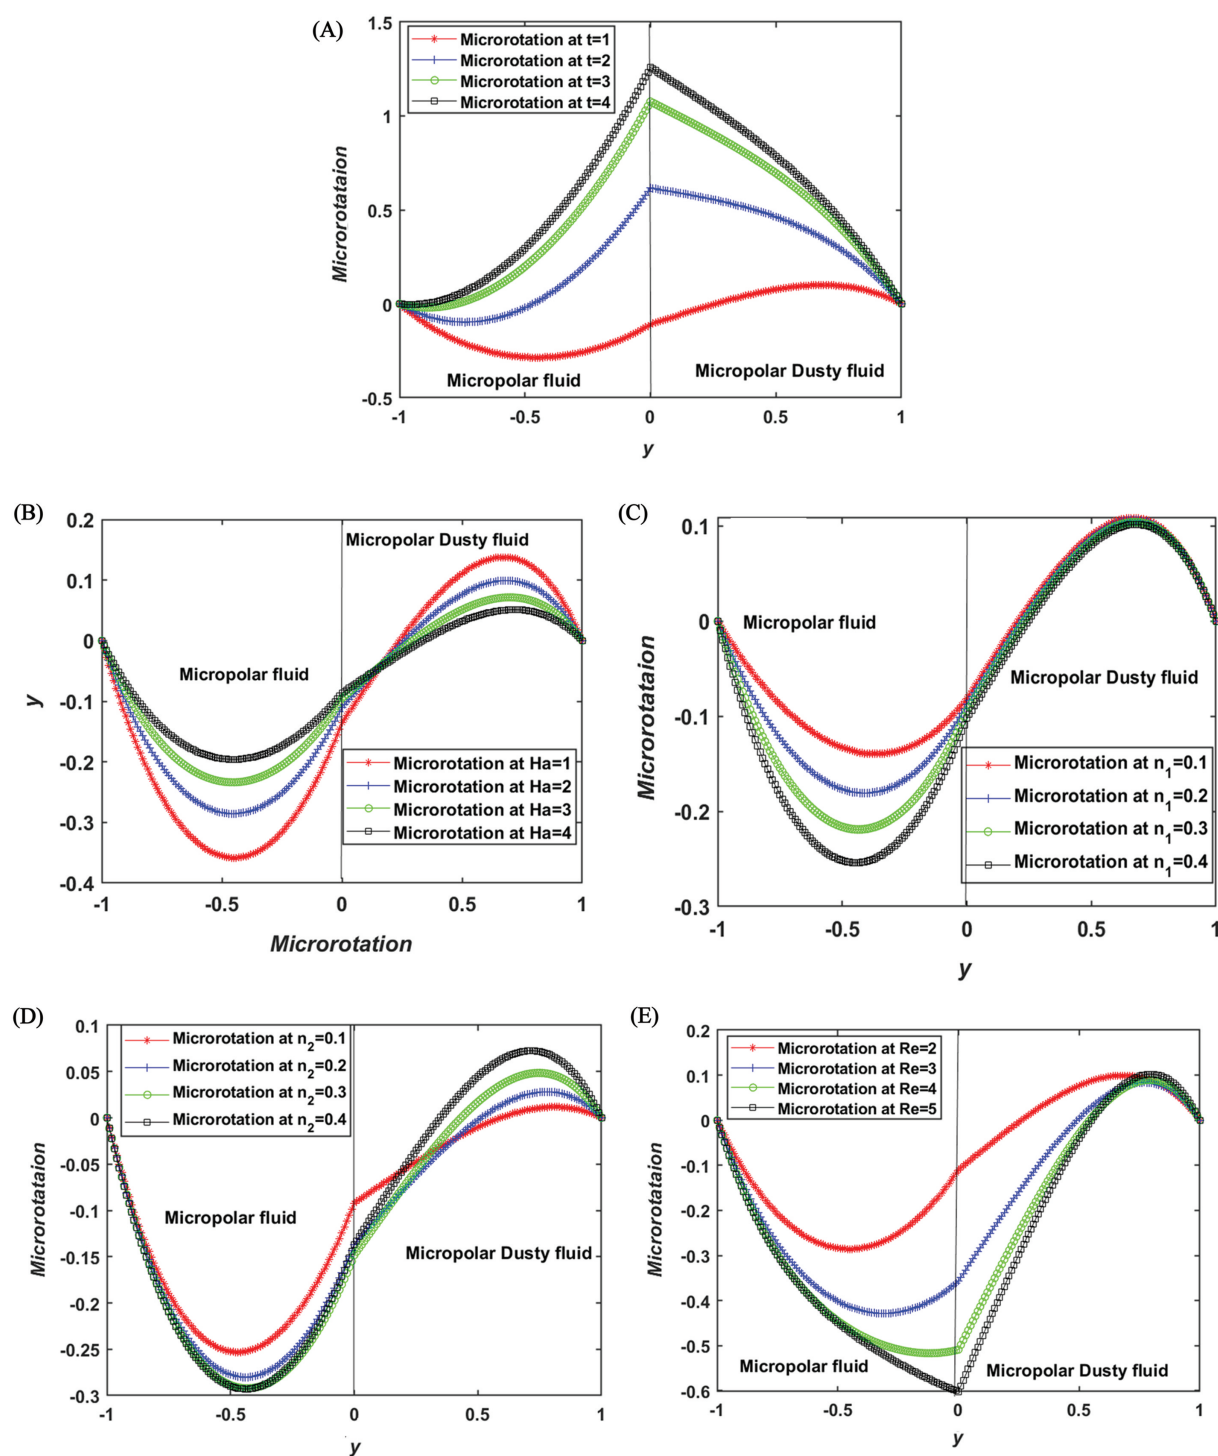 (A)
1.5
1
0.5
0
-0.5
Microrotataion
Microrotation at t=1
Microrotation at t=2
Microrotation at t=3
Microrotation at t=4
Micropolar fluid
Micropolar Dusty fluid
-1 -0.5 0 0.5 1
y
(B)
0.2
0.1
0
-0.1
-0.2
-0.3
-0.4
y
Micropolar Dusty fluid
Micropolar fluid
Microrotation at Ha=1
Microrotation at Ha=2
Microrotation at Ha=3
Microrotation at Ha=4
-1 -0.5 0 0.5 1
Microrotation
(C)
0.1
0
-0.1
-0.2
-0.3
Microrotataion
Micropolar fluid
Micropolar Dusty fluid
Microrotation at n1=0.1
Microrotation at n1=0.2
Microrotation at n1=0.3
Microrotation at n1=0.4
-1 -0.5 0 0.5 1
y
(D)
0.1
0.05
0
-0.05
-0.1
-0.15
-0.2
-0.25
-0.3
Microrotataion
Microrotation at n2=0.1
Microrotation at n2=0.2
Microrotation at n2=0.3
Microrotation at n2=0.4
Micropolar fluid
Micropolar Dusty fluid
-1 -0.5 0 0.5 1
y
(E)
0.2
0.1
0
-0.1
-0.2
-0.3
-0.4
-0.5
-0.6
Microrotataion
Microrotation at Re=2
Microrotation at Re=3
Microrotation at Re=4
Microrotation at Re=5
Micropolar fluid
Micropolar Dusty fluid
-1 -0.5 0 0.5 1
y